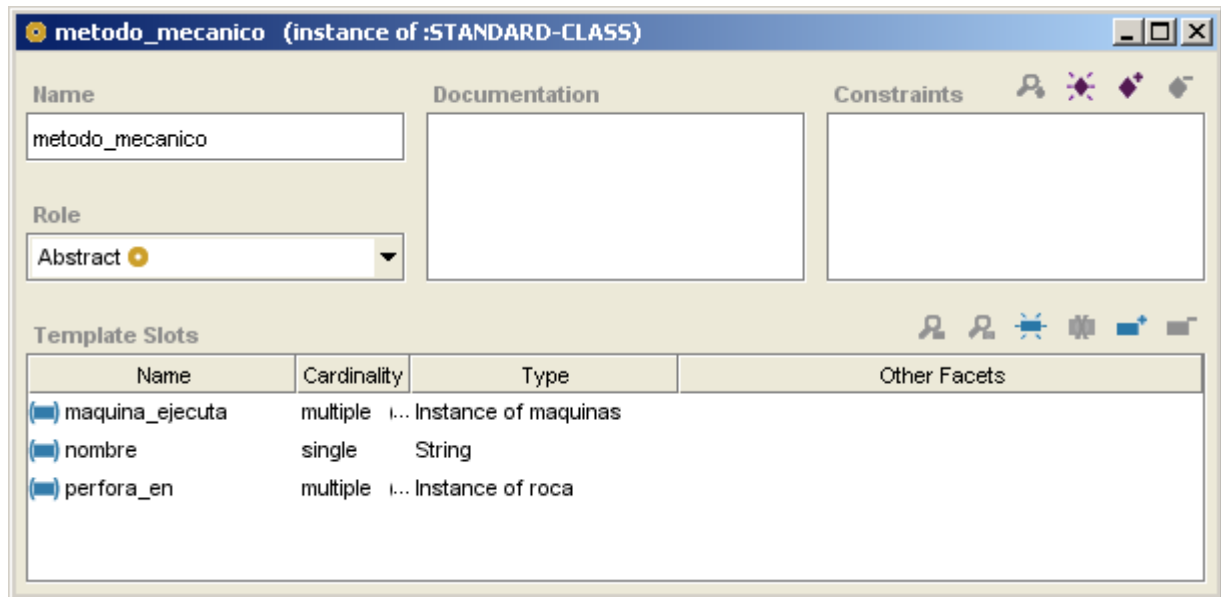 metodo_mecanico (instance of :STANDARD-CLASS)
Name
Documentation
Constraints
metodo_mecanico
Role
Abstract
Template Slots
Name Cardinality Type Other Facets
maquina_ejecuta multiple (... Instance of maquinas
nombre single String
perfora_en multiple (... Instance of roca